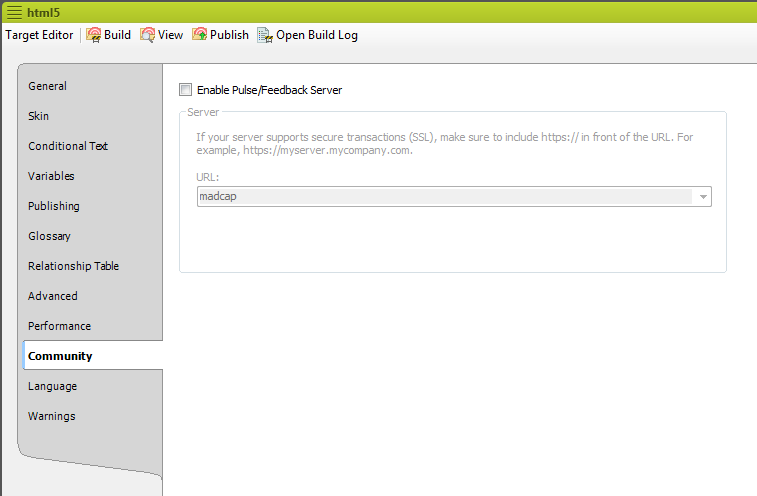 html5
Target Editor Build View Publish Open Build Log
General
Skin
Conditional Text
Variables
Publishing
Glossary
Relationship Table
Advanced
Performance
Community
Language
Warnings
Enable Pulse/Feedback Server
Server
If your server supports secure transactions (SSL), make sure to include https:// in front of the URL. For
example, https://myserver.mycompany.com.
URL:
madcap